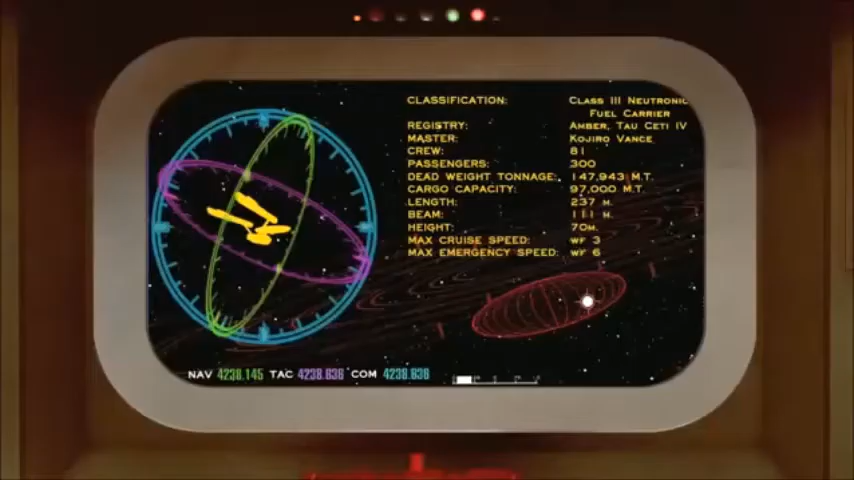 CLASSIFICATION: CLASS III NEUTRONIC
FUEL CARRIER
REGISTRY: AMBER, TAU CETI IV
MASTER: KOJIRO VANCE
CREW: 81
PASSENGERS: 300
DEAD WEIGHT TONNAGE: 147,943 M.T.
CARGO CAPACITY: 97,000 M.T.
LENGTH: 237 M.
BEAM: 111 M.
HEIGHT: 70M.
MAX CRUISE SPEED: WF 3
MAX EMERGENCY SPEED: WF 6
NAV 4238.145 TAC 4238.836 COM 4238.839